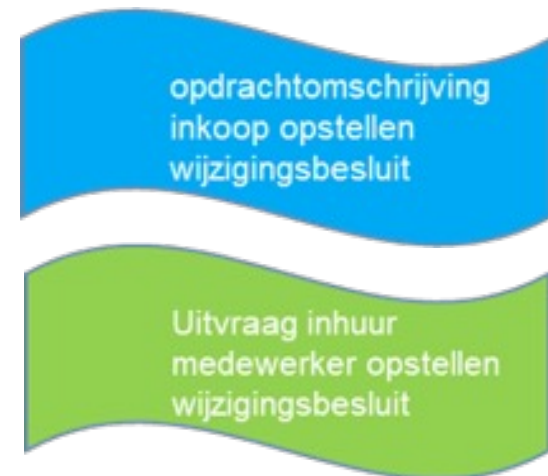 opdrachtomschrijving
inkoop opstellen
wijzigingsbesluit
Uitvraag inhuur
medewerker opstellen
wijzigingsbesluit